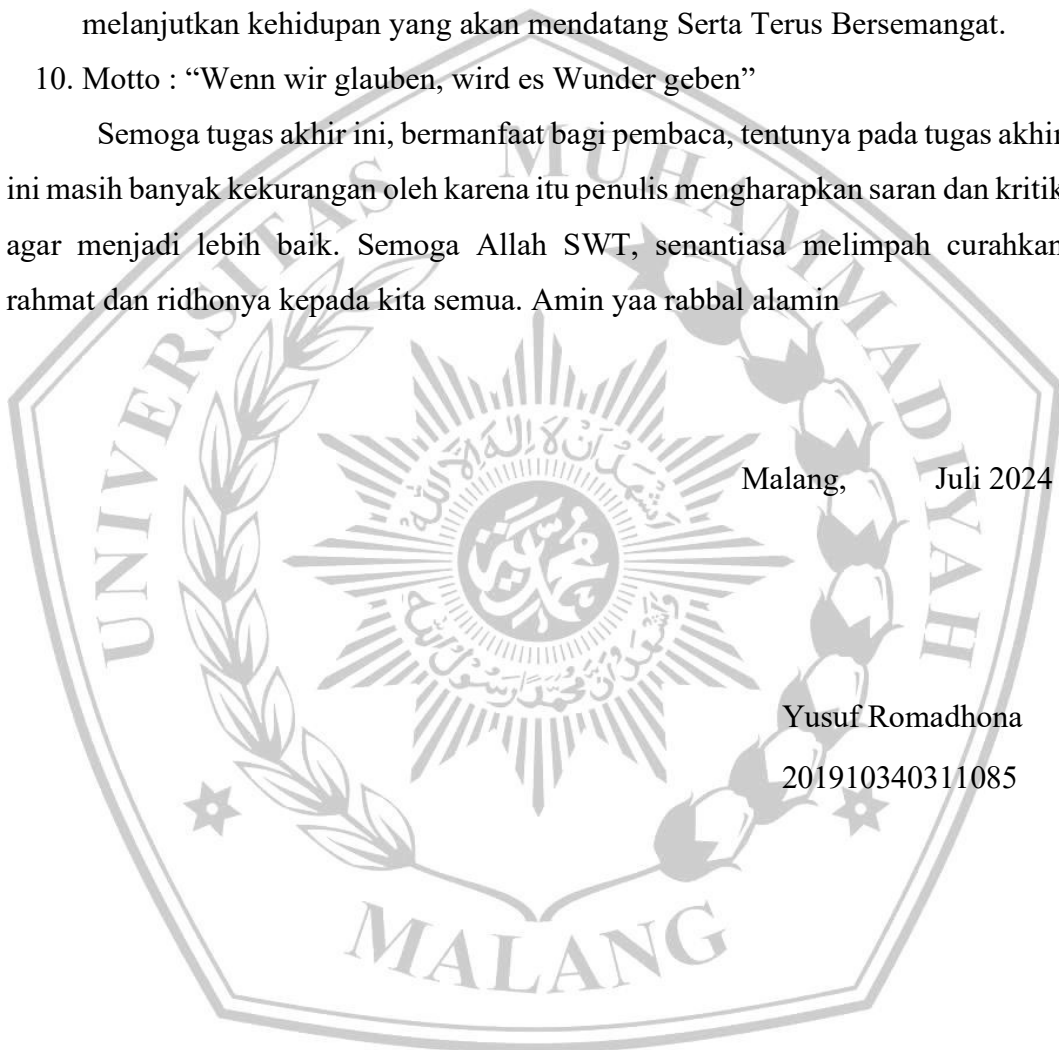 melanjutkan kehidupan yang akan mendatang Serta Terus Bersemangat.
10. Motto : “Wenn wir glauben, wird es Wunder geben”
Semoga tugas akhir ini, bermanfaat bagi pembaca, tentunya pada tugas akhir
ini masih banyak kekurangan oleh karena itu penulis mengharapkan saran dan kritik
agar menjadi lebih baik. Semoga Allah SWT, senantiasa melimpah curahkan
rahmat dan ridhonya kepada kita semua. Amin yaa rabbal alamin
Malang, Juli 2024
Yusuf Romadhona
201910340311085
UNIVERSITAS MUHAMMADIYAH
MALANG